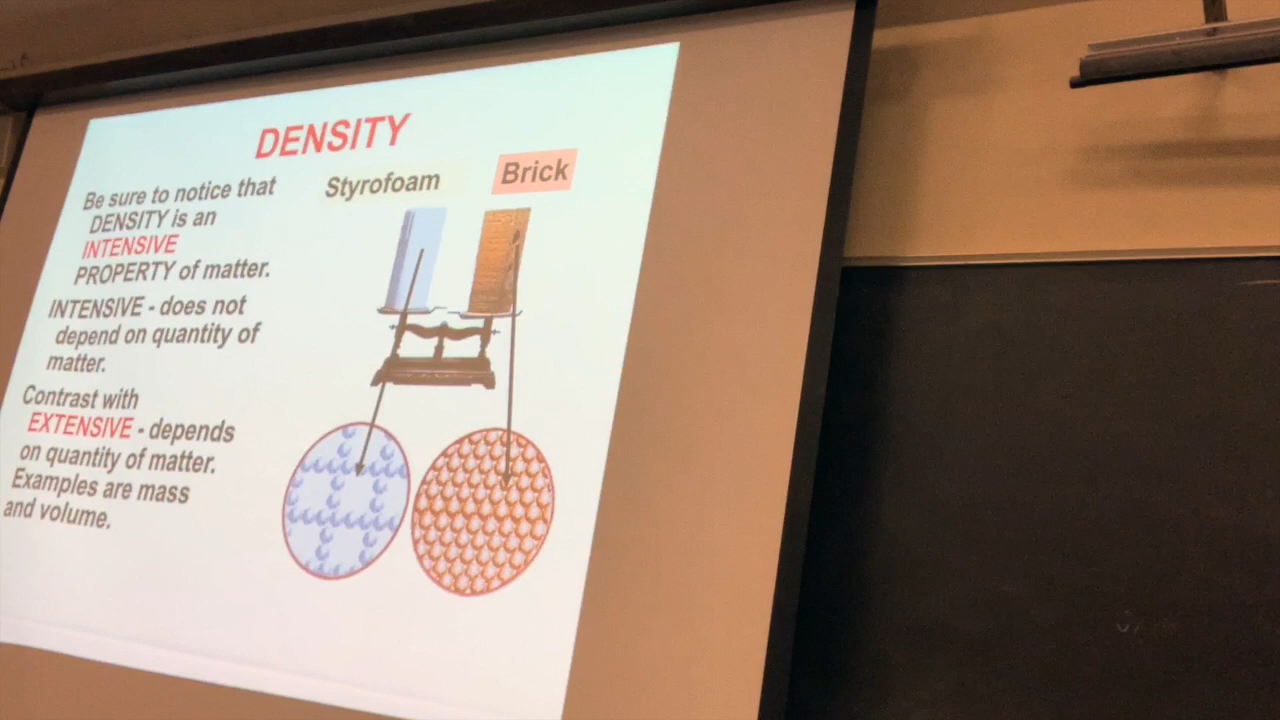 DENSITY
Be sure to notice that
DENSITY is an
INTENSIVE
PROPERTY of matter.
INTENSIVE - does not
depend on quantity of
matter.
Contrast with
EXTENSIVE - depends
on quantity of matter.
Examples are mass
and volume.
Styrofoam
Brick